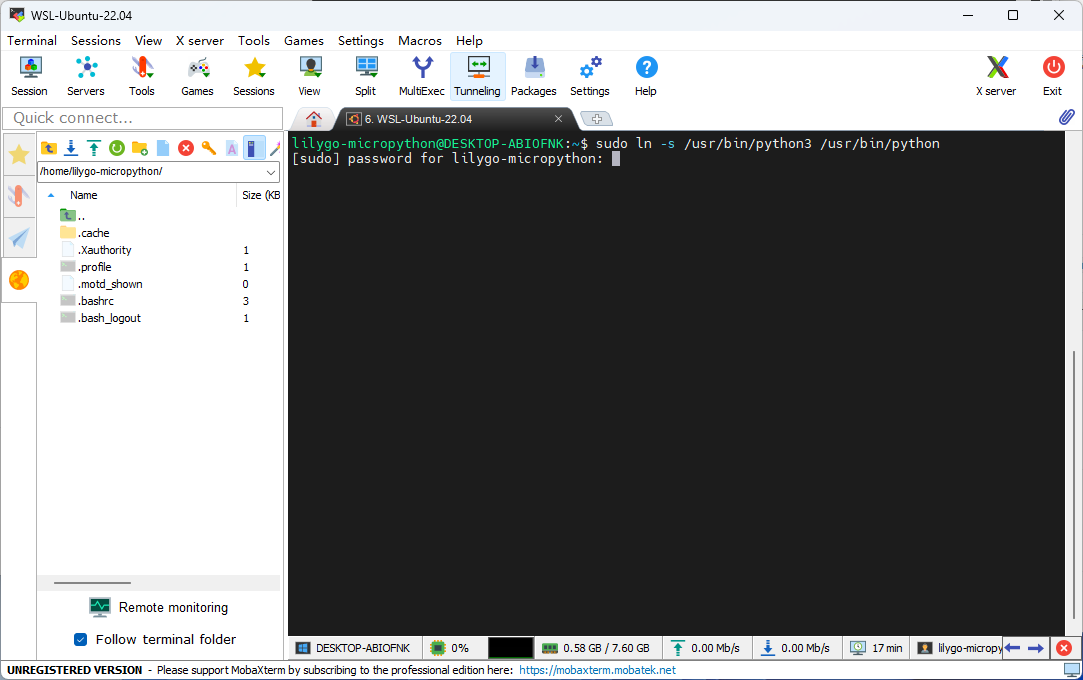 WSL-Ubuntu-22.04
Terminal Sessions View X server Tools Games Settings Macros Help
Session Servers Tools Games Sessions View Split MultiExec Tunneling Packages Settings Help X server Exit
Quick connect...
6. WSL-Ubuntu-22.04
/home/lilygo-micropython/
Name Size (KB
..
.cache
.Xauthority 1
.profile 1
.motd_shown 0
.bashrc 3
.bash_logout 1
Remote monitoring
Follow terminal folder
lilygo-micropython@DESKTOP-ABIOFNK:~$ sudo ln -s /usr/bin/python3 /usr/bin/python
[sudo] password for lilygo-micropython:
DESKTOP-ABIOFNK 0% 0.58 GB / 7.60 GB 0.00 Mb/s 0.00 Mb/s 17 min lilygo-micropy
UNREGISTERED VERSION - Please support MobaXterm by subscribing to the professional edition here: https://mobaxterm.mobatek.net